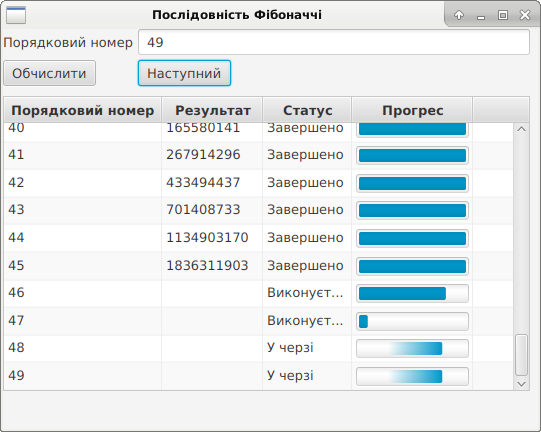 Послідовність Фібоначчі
Порядковий номер 49
Обчислити Наступний
Порядковий номер Результат Статус Прогрес
40 165580141 Завершено
41 267914296 Завершено
42 433494437 Завершено
43 701408733 Завершено
44 1134903170 Завершено
45 1836311903 Завершено
46 Виконуєт...
47 Виконуєт...
48 У черзі
49 У черзі